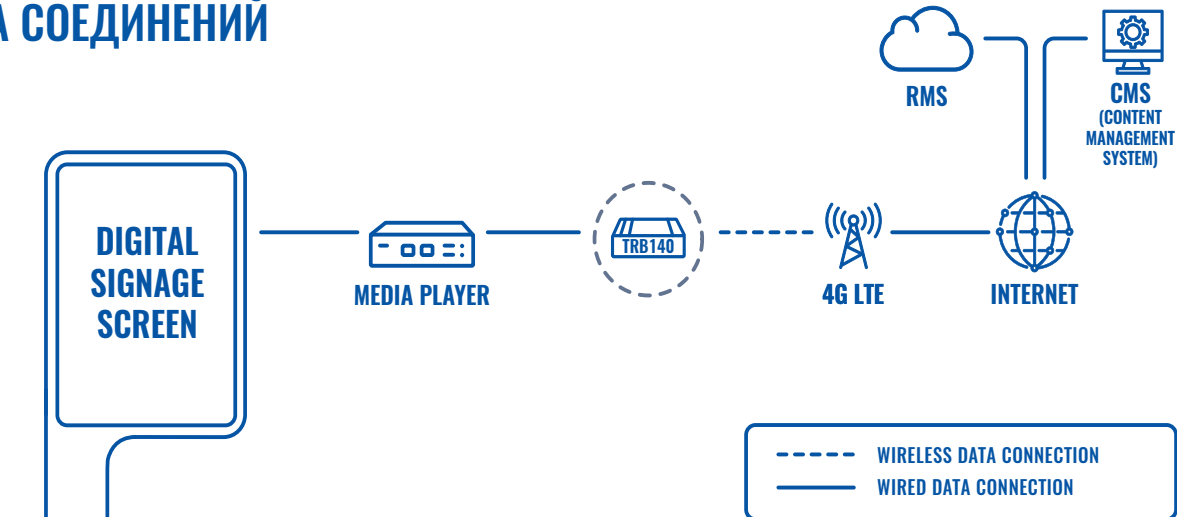 А СОЕДИНЕНИЙ
RMS
CMS
(CONTENT
MANAGEMENT
SYSTEM)
DIGITAL
SIGNAGE
SCREEN
MEDIA PLAYER
TRB140
4G LTE
INTERNET
WIRELESS DATA CONNECTION
WIRED DATA CONNECTION